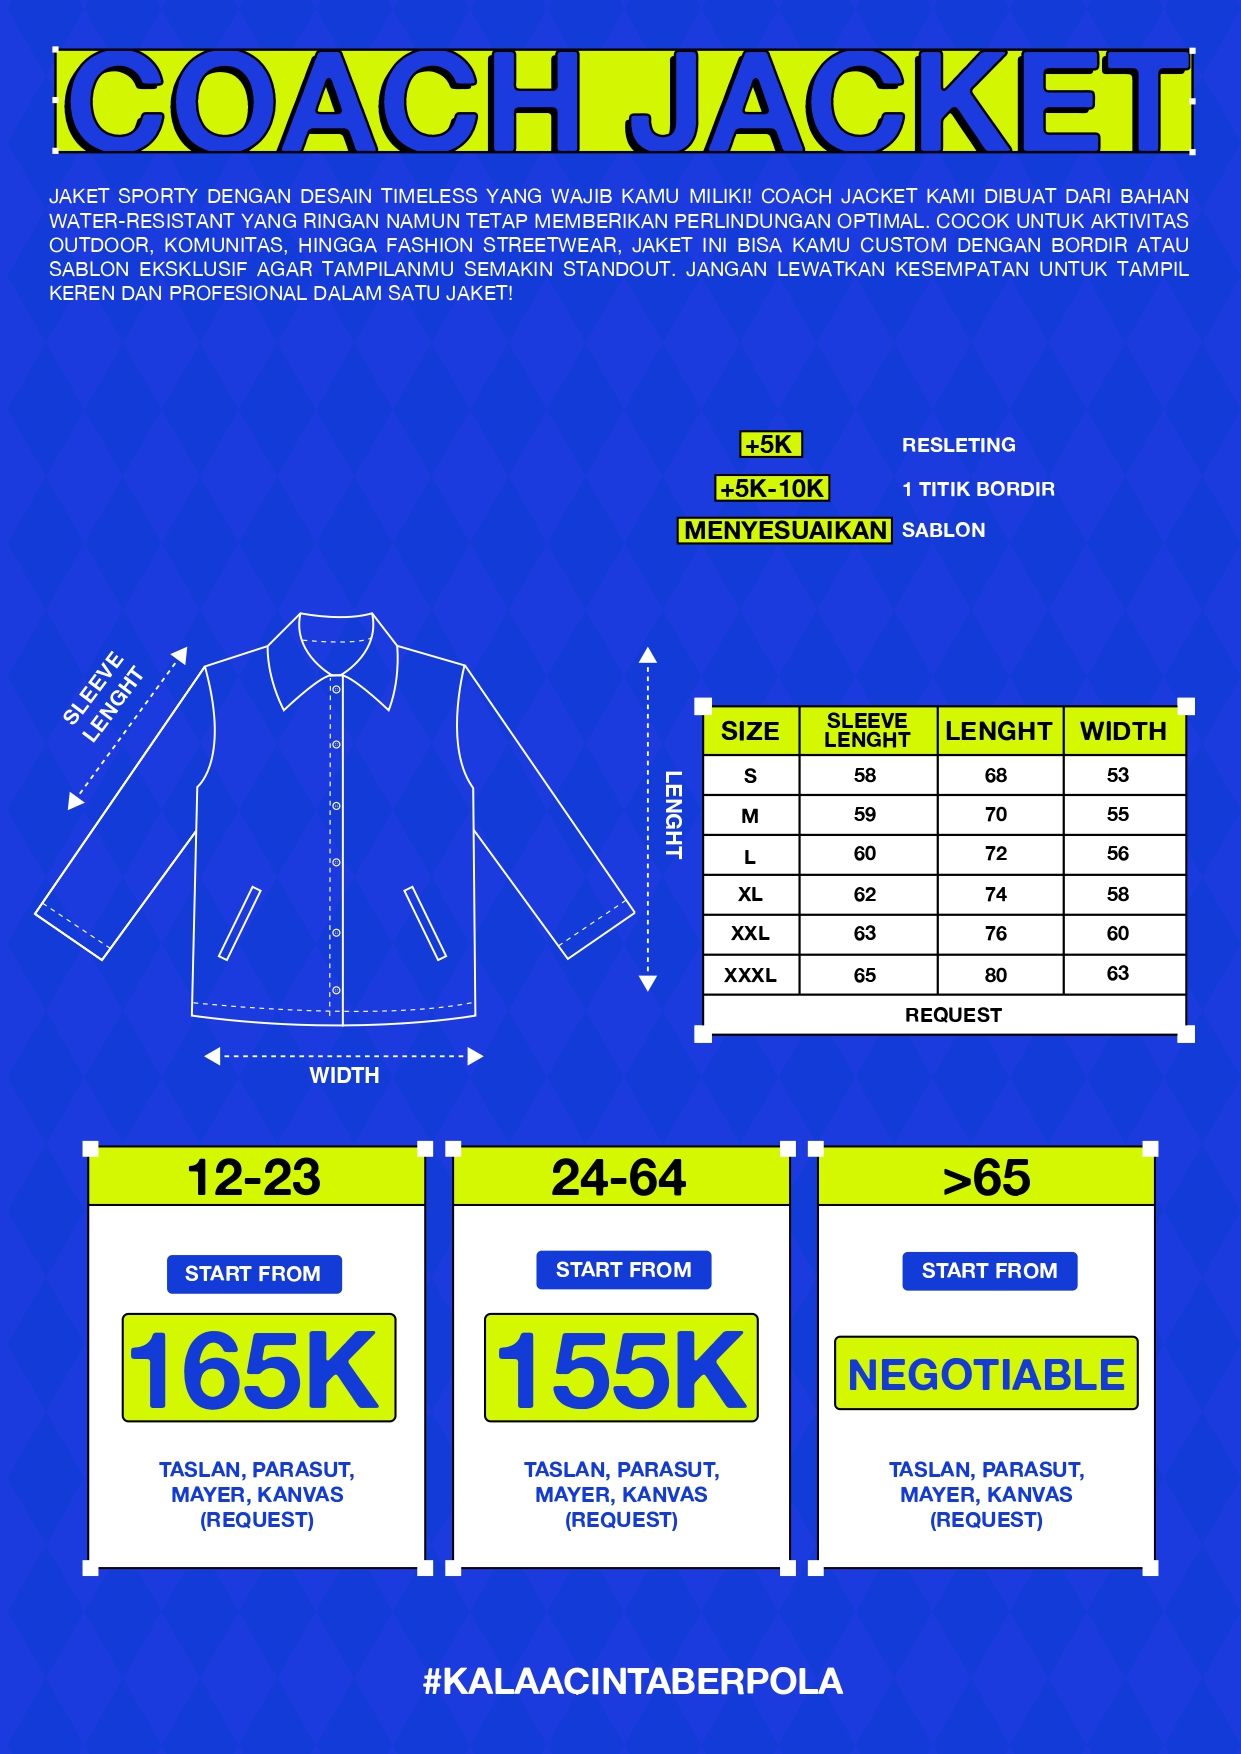 COACH JACKET
JAKET SPORTY DENGAN DESAIN TIMELESS YANG WAJIB KAMU MILIKI! COACH JACKET KAMI DIBUAT DARI BAHAN
WATER-RESISTANT YANG RINGAN NAMUN TETAP MEMBERIKAN PERLINDUNGAN OPTIMAL. COCOK UNTUK AKTIVITAS
OUTDOOR, KOMUNITAS, HINGGA FASHION STREETWEAR, JAKET INI BISA KAMU CUSTOM DENGAN BORDIR ATAU
SABLON EKSKLUSIF AGAR TAMPILANMU SEMAKIN STANDOUT. JANGAN LEWATKAN KESEMPATAN UNTUK TAMPIL
KEREN DAN PROFESIONAL DALAM SATU JAKET!
+5K RESLETING
+5K-10K 1 TITIK BORDIR
MENYESUAIKAN SABLON
SLEEVE
LENGHT
LENGHT
WIDTH
SIZE SLEEVE LENGHT LENGHT WIDTH
S 58 68 53
M 59 70 55
L 60 72 56
XL 62 74 58
XXL 63 76 60
XXXL 65 80 63
REQUEST
12-23
START FROM
165K
TASLAN, PARASUT,
MAYER, KANVAS
(REQUEST)
24-64
START FROM
155K
TASLAN, PARASUT,
MAYER, KANVAS
(REQUEST)
>65
START FROM
NEGOTIABLE
TASLAN, PARASUT,
MAYER, KANVAS
(REQUEST)
#KALAACINTABERPOLA